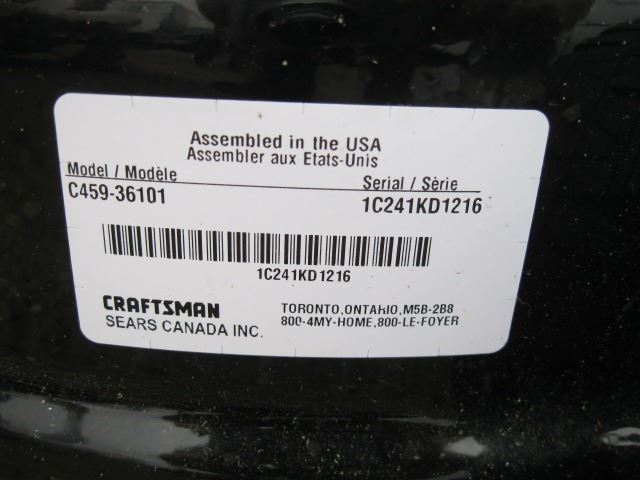 Assembled in the USA
Assembler aux Etats-Unis
Model / Modèle
Serial / Sèrie
C459-36101
1C241KD1216
1C241KD1216
CRAFTSMAN
SEARS CANADA INC.
TORONTO,ONTARIO,M5B-2B8
800-4MY-HOME,800-LE-FOYER